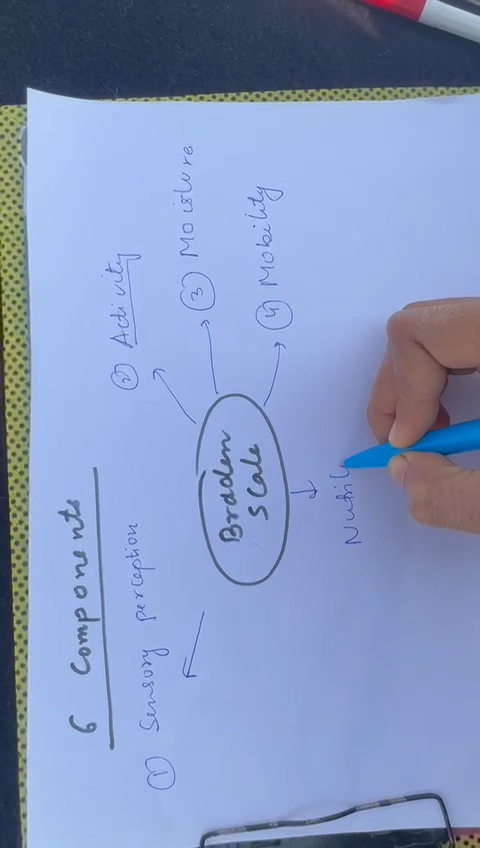 6 Components
① Sensory perception
② Activity
③ Moisture
④ Mobility
Braden
Scale